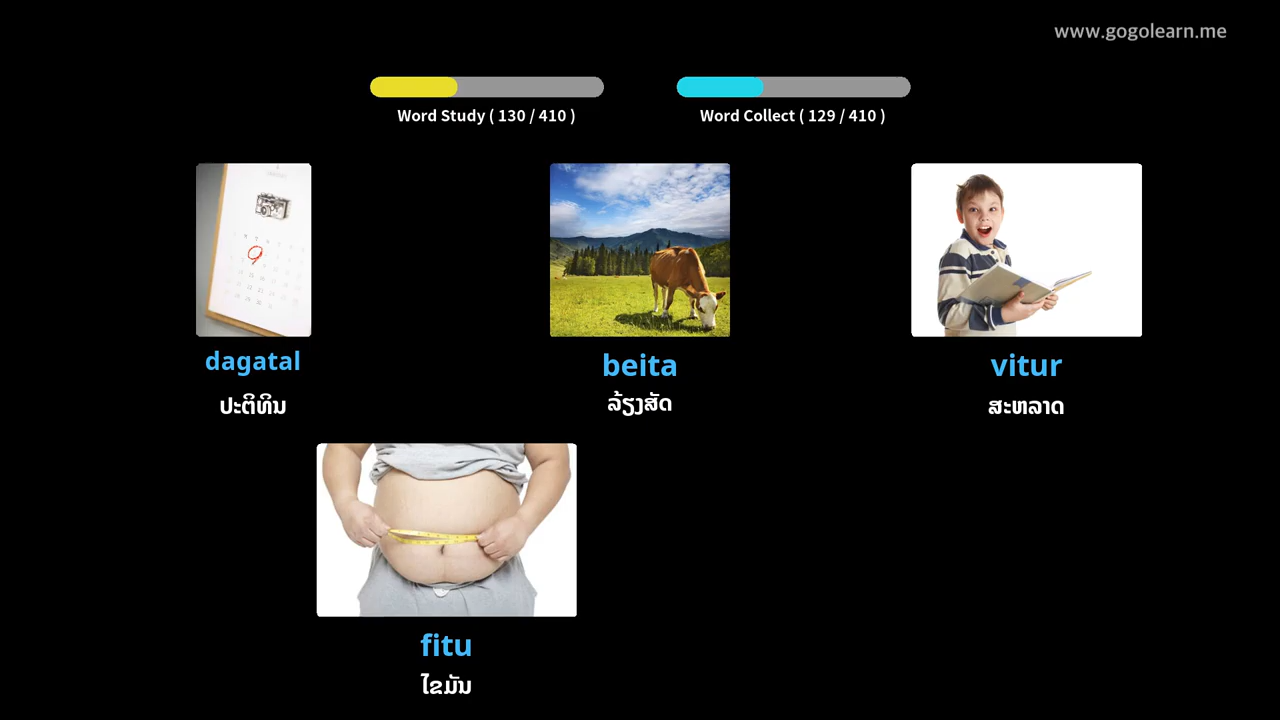 www.gogolearn.me
Word Study ( 130 / 410 )
Word Collect ( 129 / 410 )
dagatal
ປະຕິທິນ
beita
ລ້ຽງສັດ
vitur
ສະຫລາດ
fitu
ໄຂມັນ